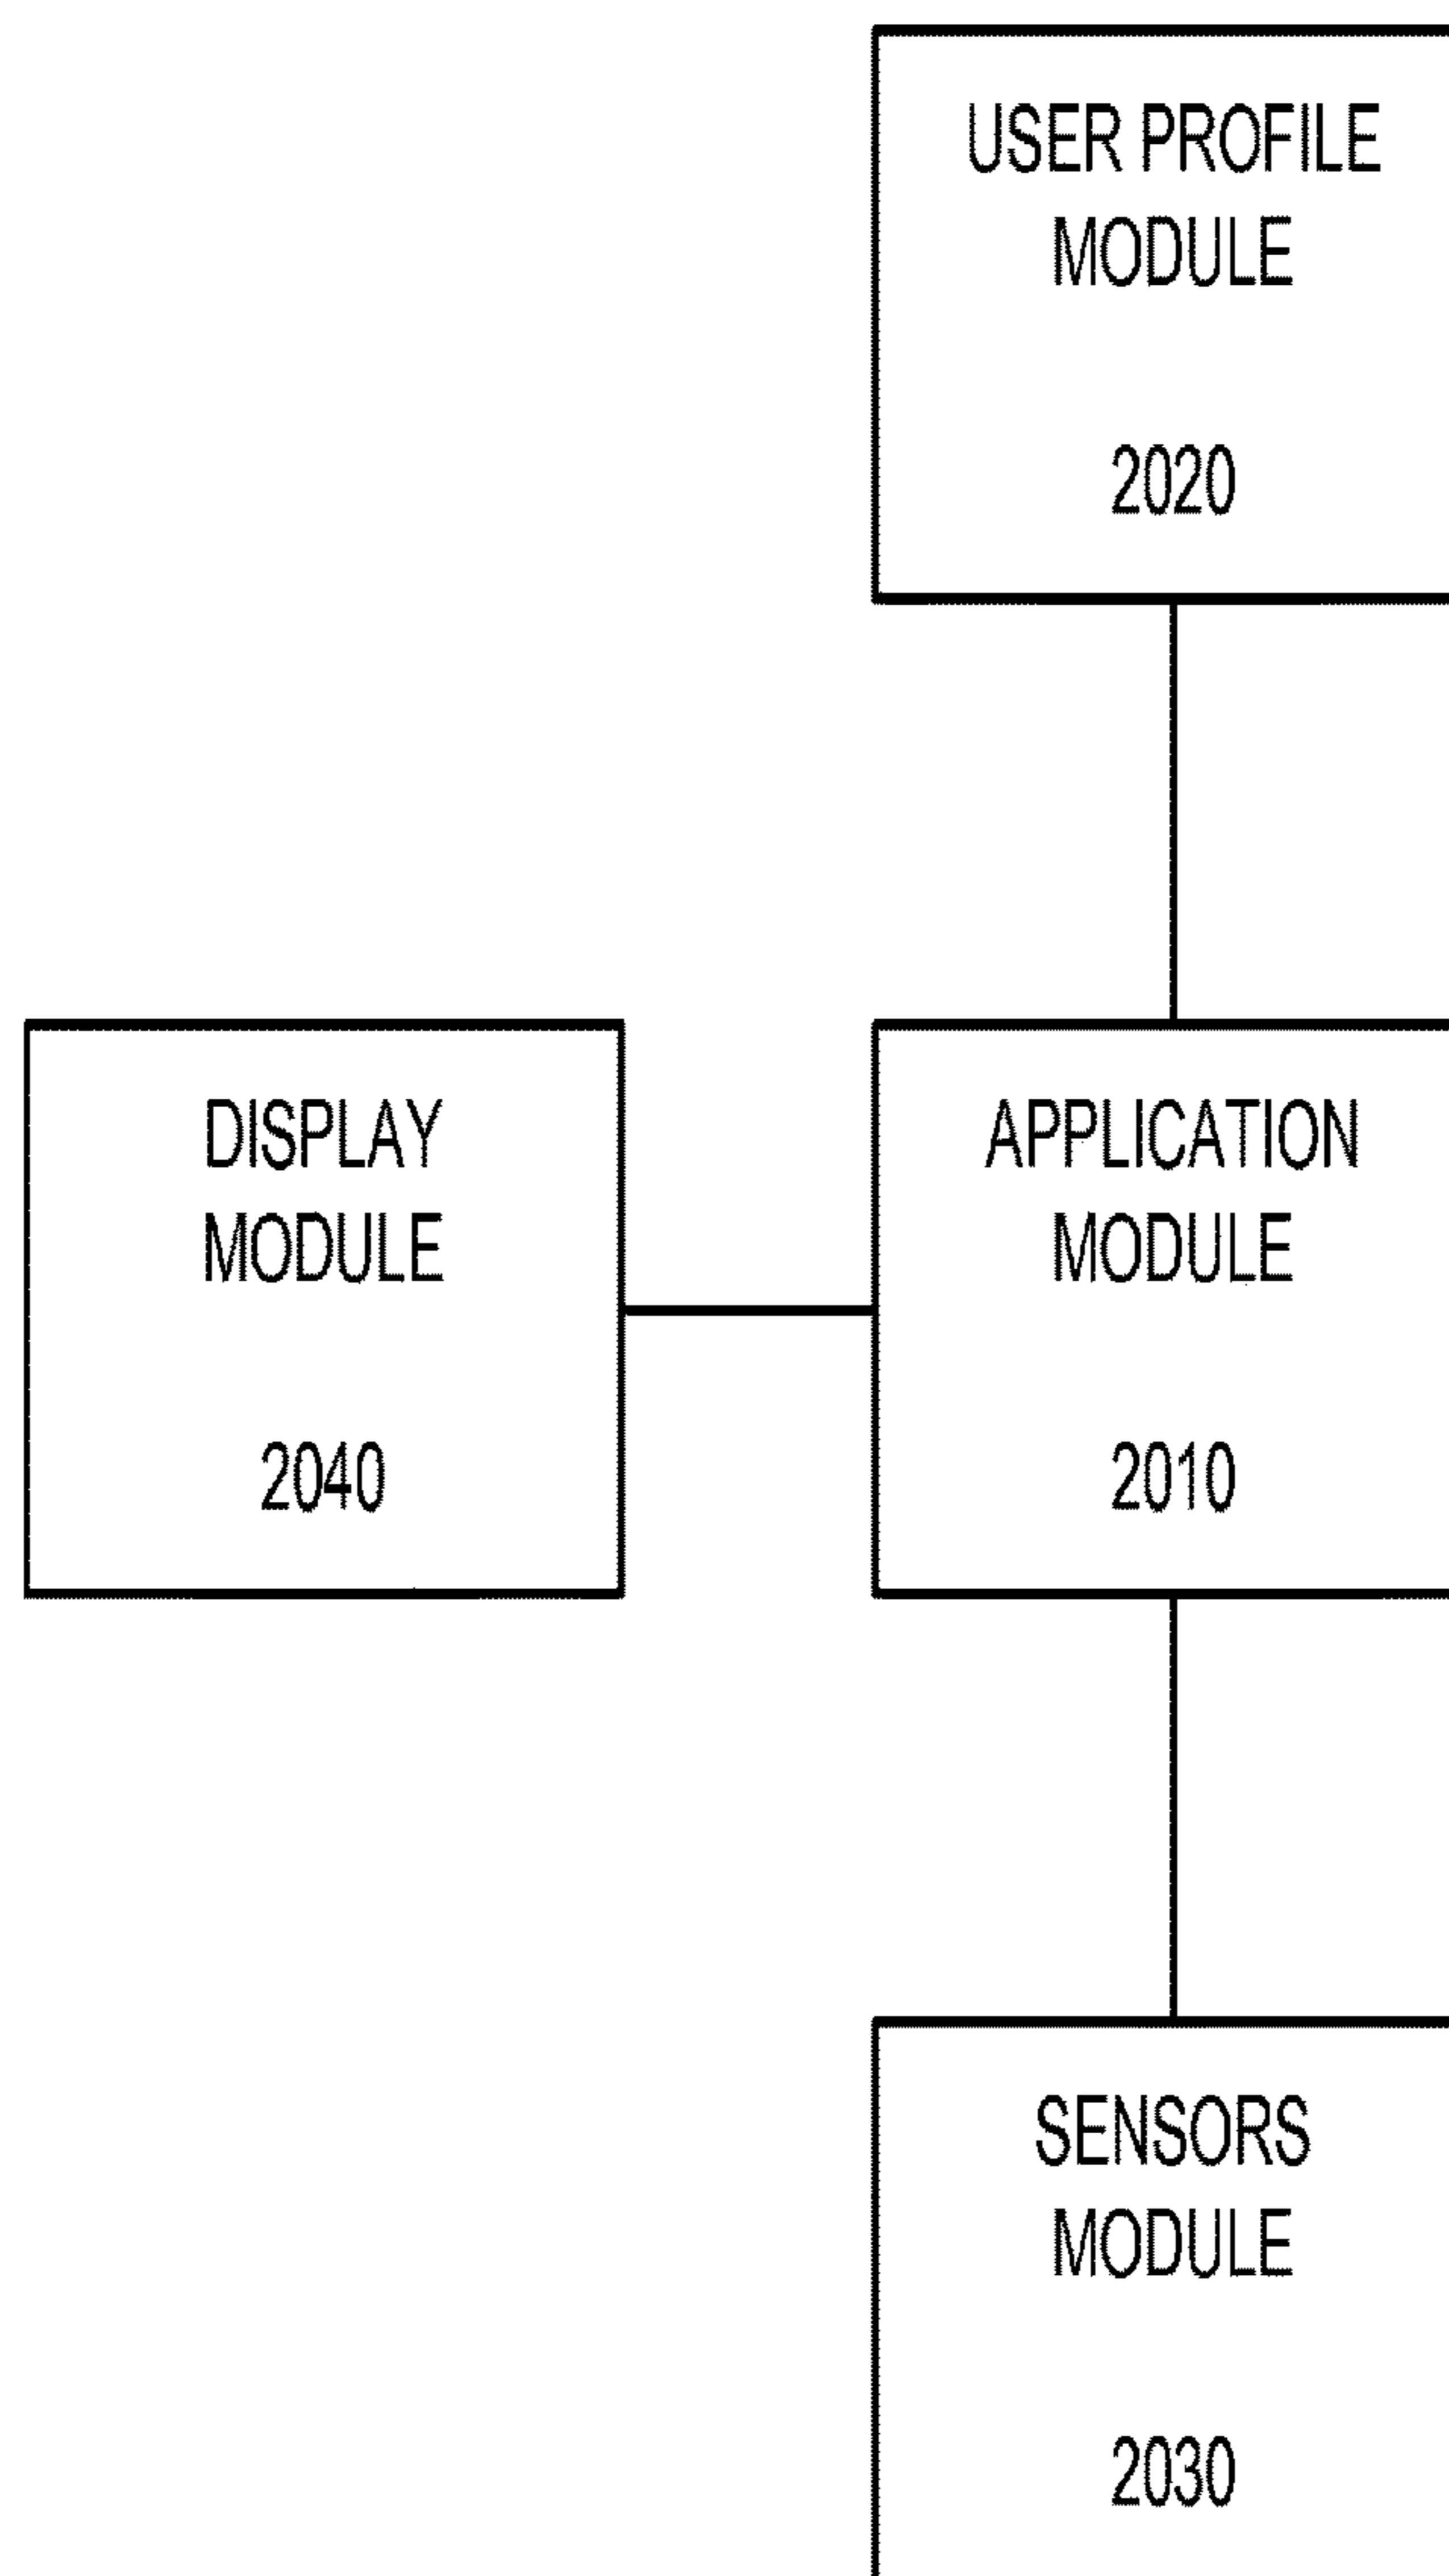 USER PROFILE
MODULE
2020
DISPLAY
MODULE
2040
APPLICATION
MODULE
2010
SENSORS
MODULE
2030